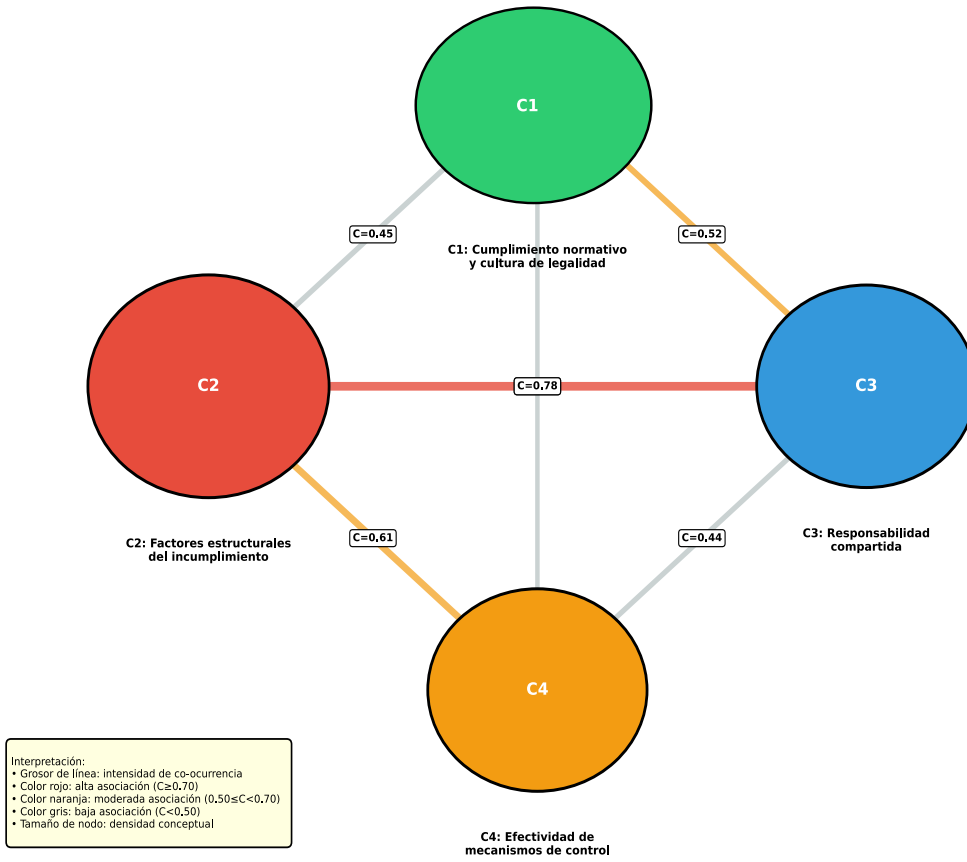 C1
C=0.45
C=0.52
C1: Cumplimiento normativo
y cultura de legalidad
C2
C=0.78
C3
C2: Factores estructurales
del incumplimiento
C=0.61
C=0.44
C3: Responsabilidad
compartida
C4
Interpretación:
• Grosor de línea: intensidad de co-ocurrencia
• Color rojo: alta asociación (C≥0.70)
• Color naranja: moderada asociación (0.50≤C<0.70)
• Color gris: baja asociación (C<0.50)
• Tamaño de nodo: densidad conceptual
C4: Efectividad de
mecanismos de control